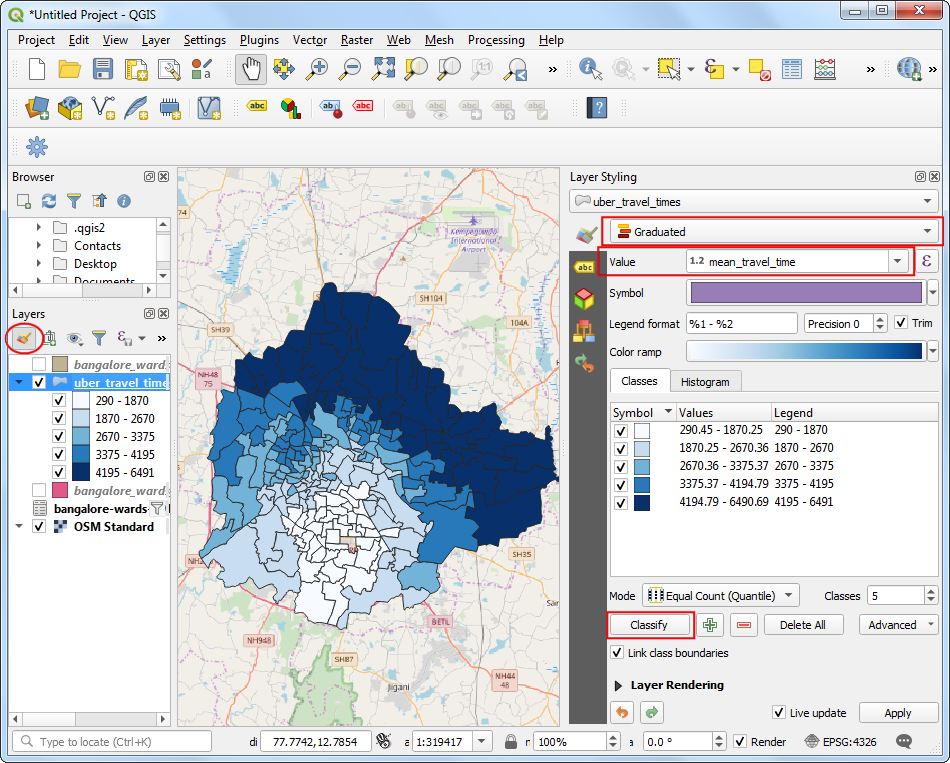 *Untitled Project - QGIS
Project Edit View Layer Settings Plugins Vector Raster Web Mesh Processing Help
Browser
.qgis2
Contacts
Desktop
Documents
Layers
bangalore_ward
uber_travel_time
290 - 1870
1870 - 2670
2670 - 3375
3375 - 4195
4195 - 6491
bangalore_ward
bangalore-wards-
OSM Standard
74
Kempegowda
International
Airport
SH104
SH39
104A
NH48
75
SH35
NH948
BETL
SH87
NH44
48
Jigani
Layer Styling
uber_travel_times
Graduated
Value 1.2 mean_travel_time
Symbol
Legend format %1 - %2 Precision 0 Trim
Color ramp
Classes Histogram
Symbol Values Legend
290.45 - 1870.25 290 - 1870
1870.25 - 2670.36 1870 - 2670
2670.36 - 3375.37 2670 - 3375
3375.37 - 4194.79 3375 - 4195
4194.79 - 6490.69 4195 - 6491
Mode Equal Count (Quantile) Classes 5
Classify Delete All Advanced
Link class boundaries
Layer Rendering
Live update Apply
Type to locate (Ctrl+K) di 77.7742,12.7854 a 1:319417 100% a 0.0 ° Render EPSG:4326